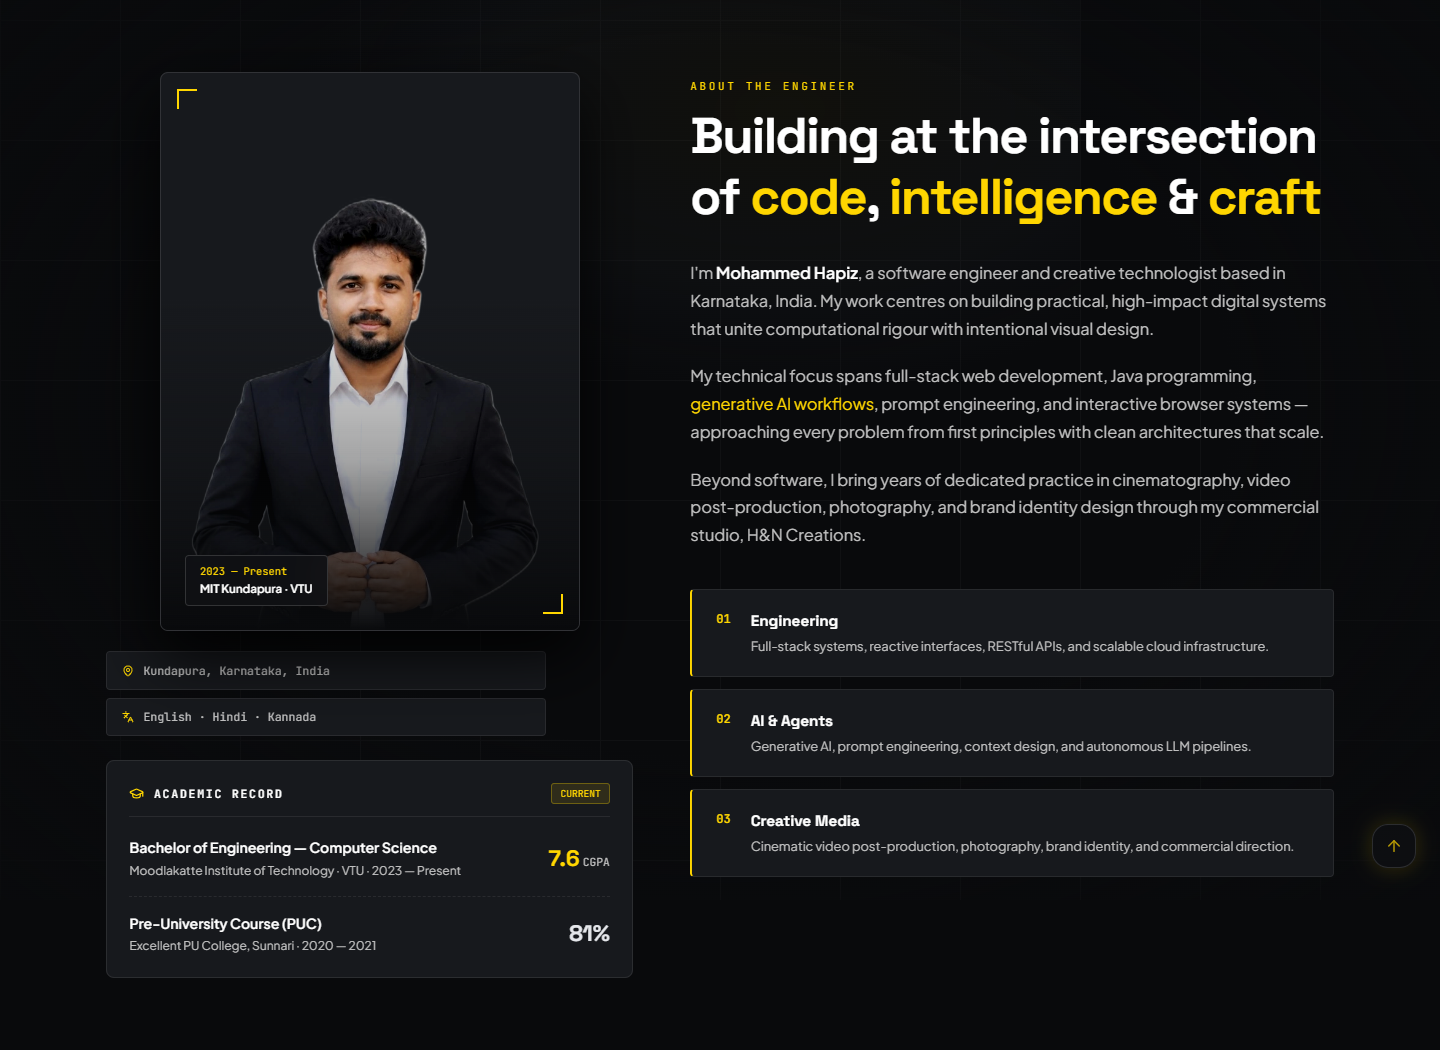 2023 — Present
MIT Kundapura · VTU
Kundapura, Karnataka, India
English · Hindi · Kannada
ACADEMIC RECORD
CURRENT
Bachelor of Engineering — Computer Science
Moodlakatte Institute of Technology · VTU · 2023 — Present
7.6 CGPA
Pre-University Course (PUC)
Excellent PU College, Sunnari · 2020 — 2021
81%
ABOUT THE ENGINEER
Building at the intersection
of code, intelligence & craft
I'm Mohammed Hapiz, a software engineer and creative technologist based in
Karnataka, India. My work centres on building practical, high-impact digital systems
that unite computational rigour with intentional visual design.
My technical focus spans full-stack web development, Java programming,
generative AI workflows, prompt engineering, and interactive browser systems —
approaching every problem from first principles with clean architectures that scale.
Beyond software, I bring years of dedicated practice in cinematography, video
post-production, photography, and brand identity design through my commercial
studio, H&N Creations.
01
Engineering
Full-stack systems, reactive interfaces, RESTful APIs, and scalable cloud infrastructure.
02
AI & Agents
Generative AI, prompt engineering, context design, and autonomous LLM pipelines.
03
Creative Media
Cinematic video post-production, photography, brand identity, and commercial direction.